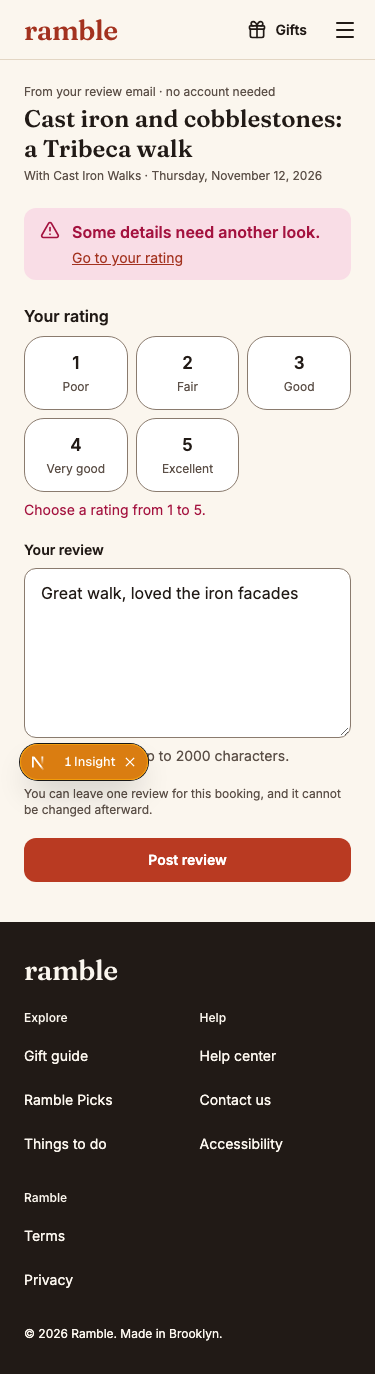 ramble
Gifts
From your review email · no account needed
Cast iron and cobblestones:
a Tribeca walk
With Cast Iron Walks · Thursday, November 12, 2026
Some details need another look.
Go to your rating
Your rating
1
Poor
2
Fair
3
Good
4
Very good
5
Excellent
Choose a rating from 1 to 5.
Your review
Great walk, loved the iron facades
1 Insight
to 2000 characters.
You can leave one review for this booking, and it cannot
be changed afterward.
Post review
ramble
Explore
Help
Gift guide
Help center
Ramble Picks
Contact us
Things to do
Accessibility
Ramble
Terms
Privacy
© 2026 Ramble. Made in Brooklyn.